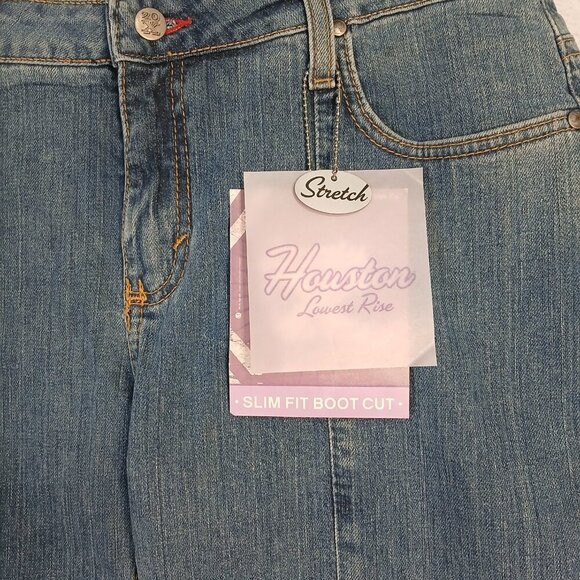 Stretch
Houston
Lowest Rise
· SLIM FIT BOOT CUT ·